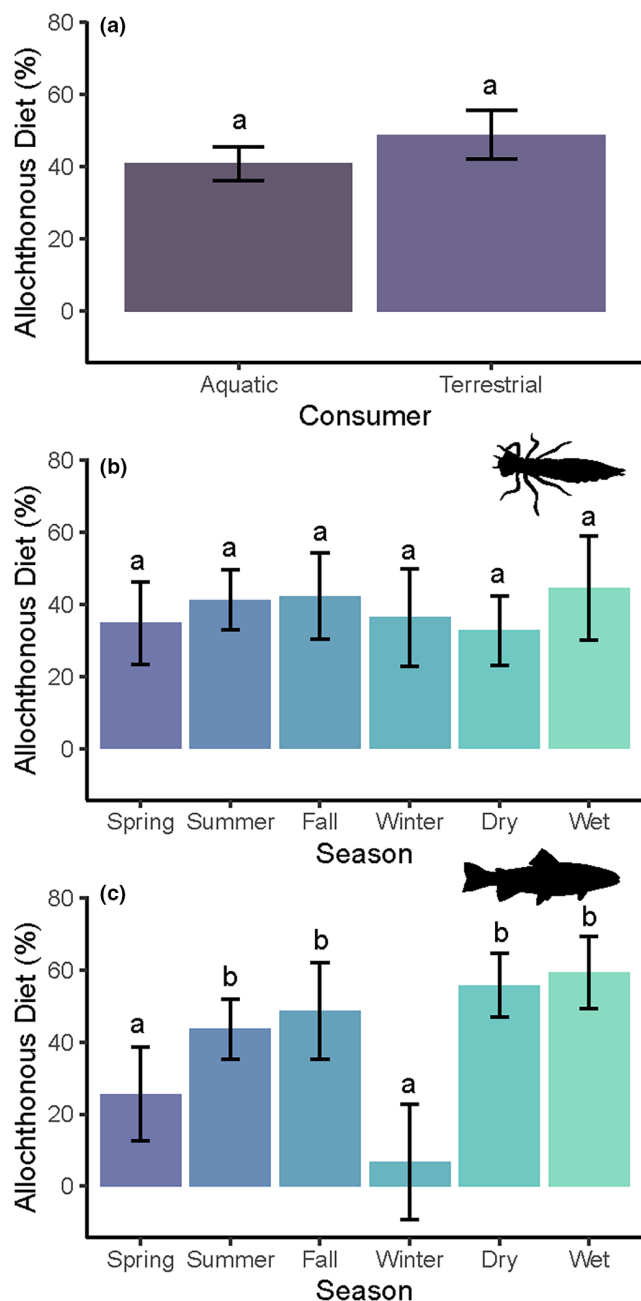 (a)
80
60
40
20
0
Allochthonous Diet (%)
a
a
Aquatic Terrestrial
Consumer
(b)
80
60
40
20
0
Allochthonous Diet (%)
a a a a a a
Spring Summer Fall Winter Dry Wet
Season
(c)
80
60
40
20
0
Allochthonous Diet (%)
a b b a b b
Spring Summer Fall Winter Dry Wet
Season